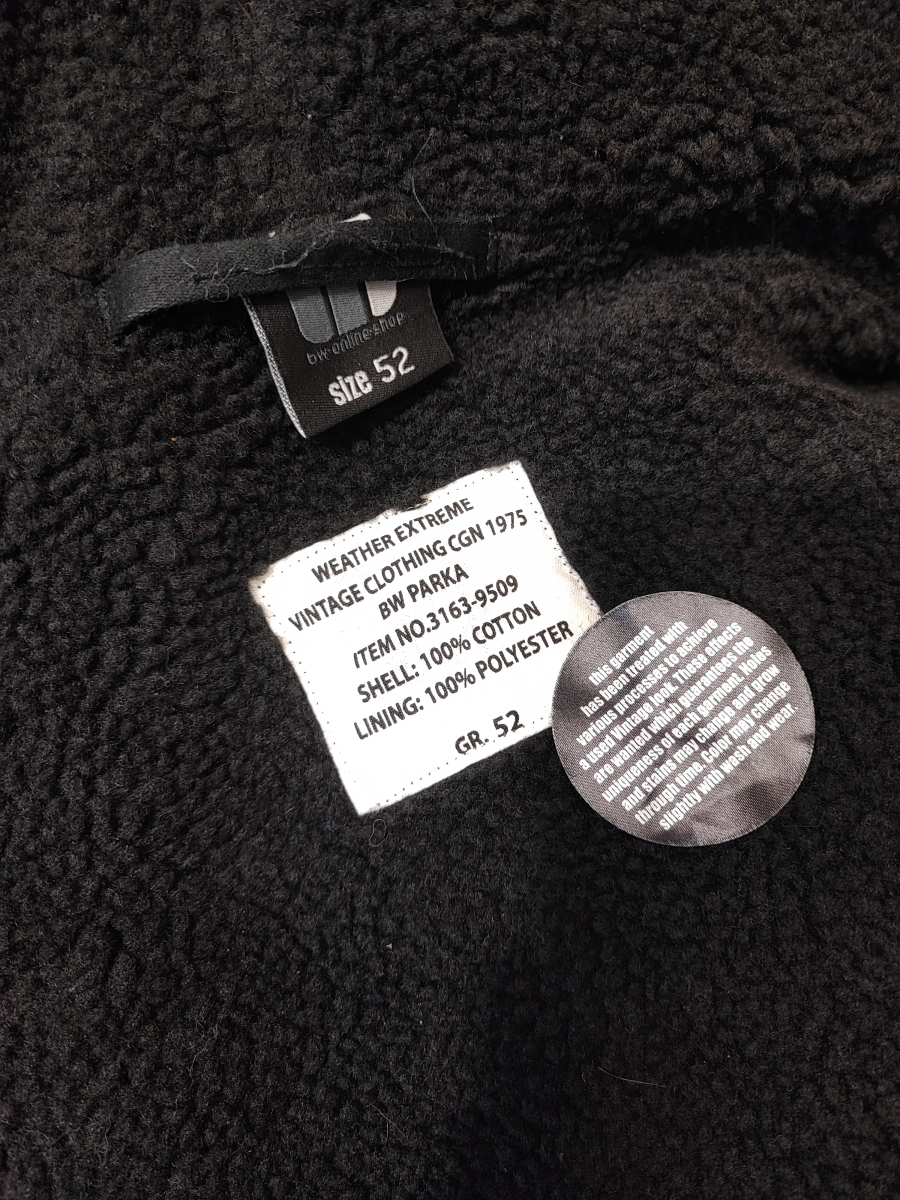 bw-online-shop
size 52
WEATHER EXTREME
VINTAGE CLOTHING CGN 1975
BW PARKA
ITEM NO.3163-9509
SHELL: 100% COTTON
LINING: 100% POLYESTER
GR. 52
this garment
has been treated with
various processes to achieve
a used Vintage look. These effects
are wanted which guarantees the
uniqueness of each garment. Holes
and stains may change and grow
through time. Color may change
slightly with wash and wear.